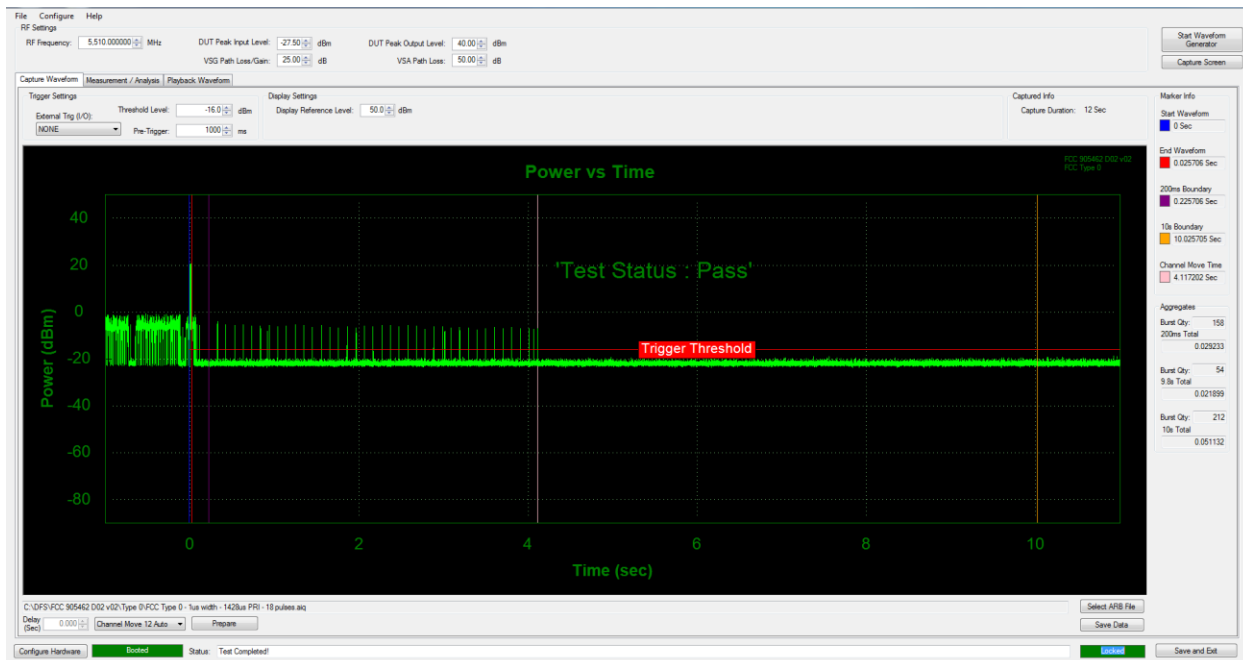 File Configure Help
RF Settings
RF Frequency: 5,510.000000 MHz DUT Peak Input Level: -27.50 dBm DUT Peak Output Level: 40.00 dBm
VSG Path Loss/Gain: 25.00 dB VSA Path Loss: 50.00 dB
Start Waveform
Generator
Capture Screen
Capture Waveform Measurement / Analysis Playback Waveform
Trigger Settings
External Trig (I/O): Threshold Level: -16.0 dBm
NONE Pre-Trigger: 1000 ms
Display Settings
Display Reference Level: 50.0 dBm
Captured Info
Capture Duration: 12 Sec
Marker Info
Start Waveform
0 Sec
End Waveform
0.025706 Sec
200ms Boundary
0.225706 Sec
10s Boundary
10.025705 Sec
Channel Move Time
4.117202 Sec
Aggregates
Burst Qty: 158
200ms Total
0.029233
Burst Qty: 54
9.8s Total
0.021899
Burst Qty: 212
10s Total
0.051132
Power vs Time
FCC 905462 D02 v02
FCC Type 0
'Test Status : Pass'
Trigger Threshold
Power (dBm)
40
20
0
-20
-40
-60
-80
0 2 4 6 8 10
Time (sec)
C:\DFS\FCC 905462 D02 v02\Type 0\FCC Type 0 - 1us width - 1428us PRI - 18 pulses.aiq
Select ARB File
Delay
(Sec) 0.000 Channel Move 12 Auto Prepare
Save Data
Configure Hardware Booted Status: Test Completed! Locked Save and Exit